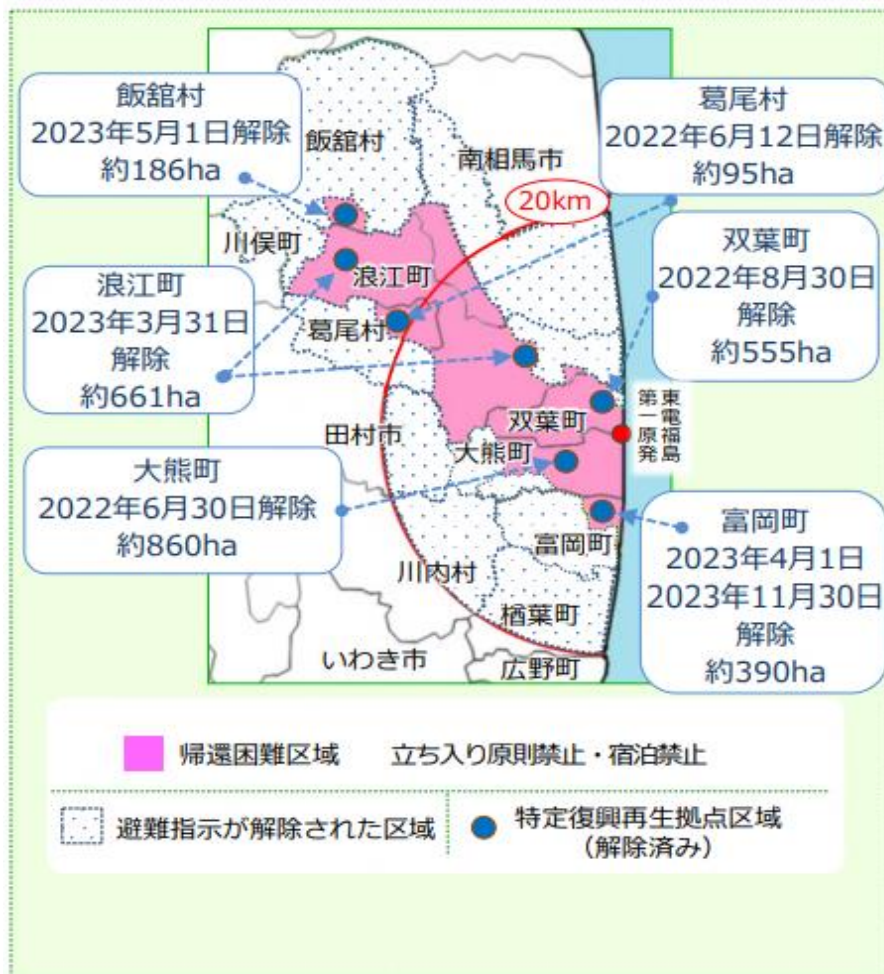 飯舘村
2023年5月1日解除
約186ha
葛尾村
2022年6月12日解除
約95ha
飯舘村
南相馬市
20km
川俣町
双葉町
2022年8月30日
解除
約555ha
浪江町
2023年3月31日
解除
約661ha
浪江町
葛尾村
双葉町
東電福島
第一原発
田村市
大熊町
大熊町
2022年6月30日解除
約860ha
富岡町
富岡町
2023年4月1日
2023年11月30日
解除
約390ha
川内村
楢葉町
いわき市
広野町
帰還困難区域 立ち入り原則禁止・宿泊禁止
避難指示が解除された区域
特定復興再生拠点区域
(解除済み)